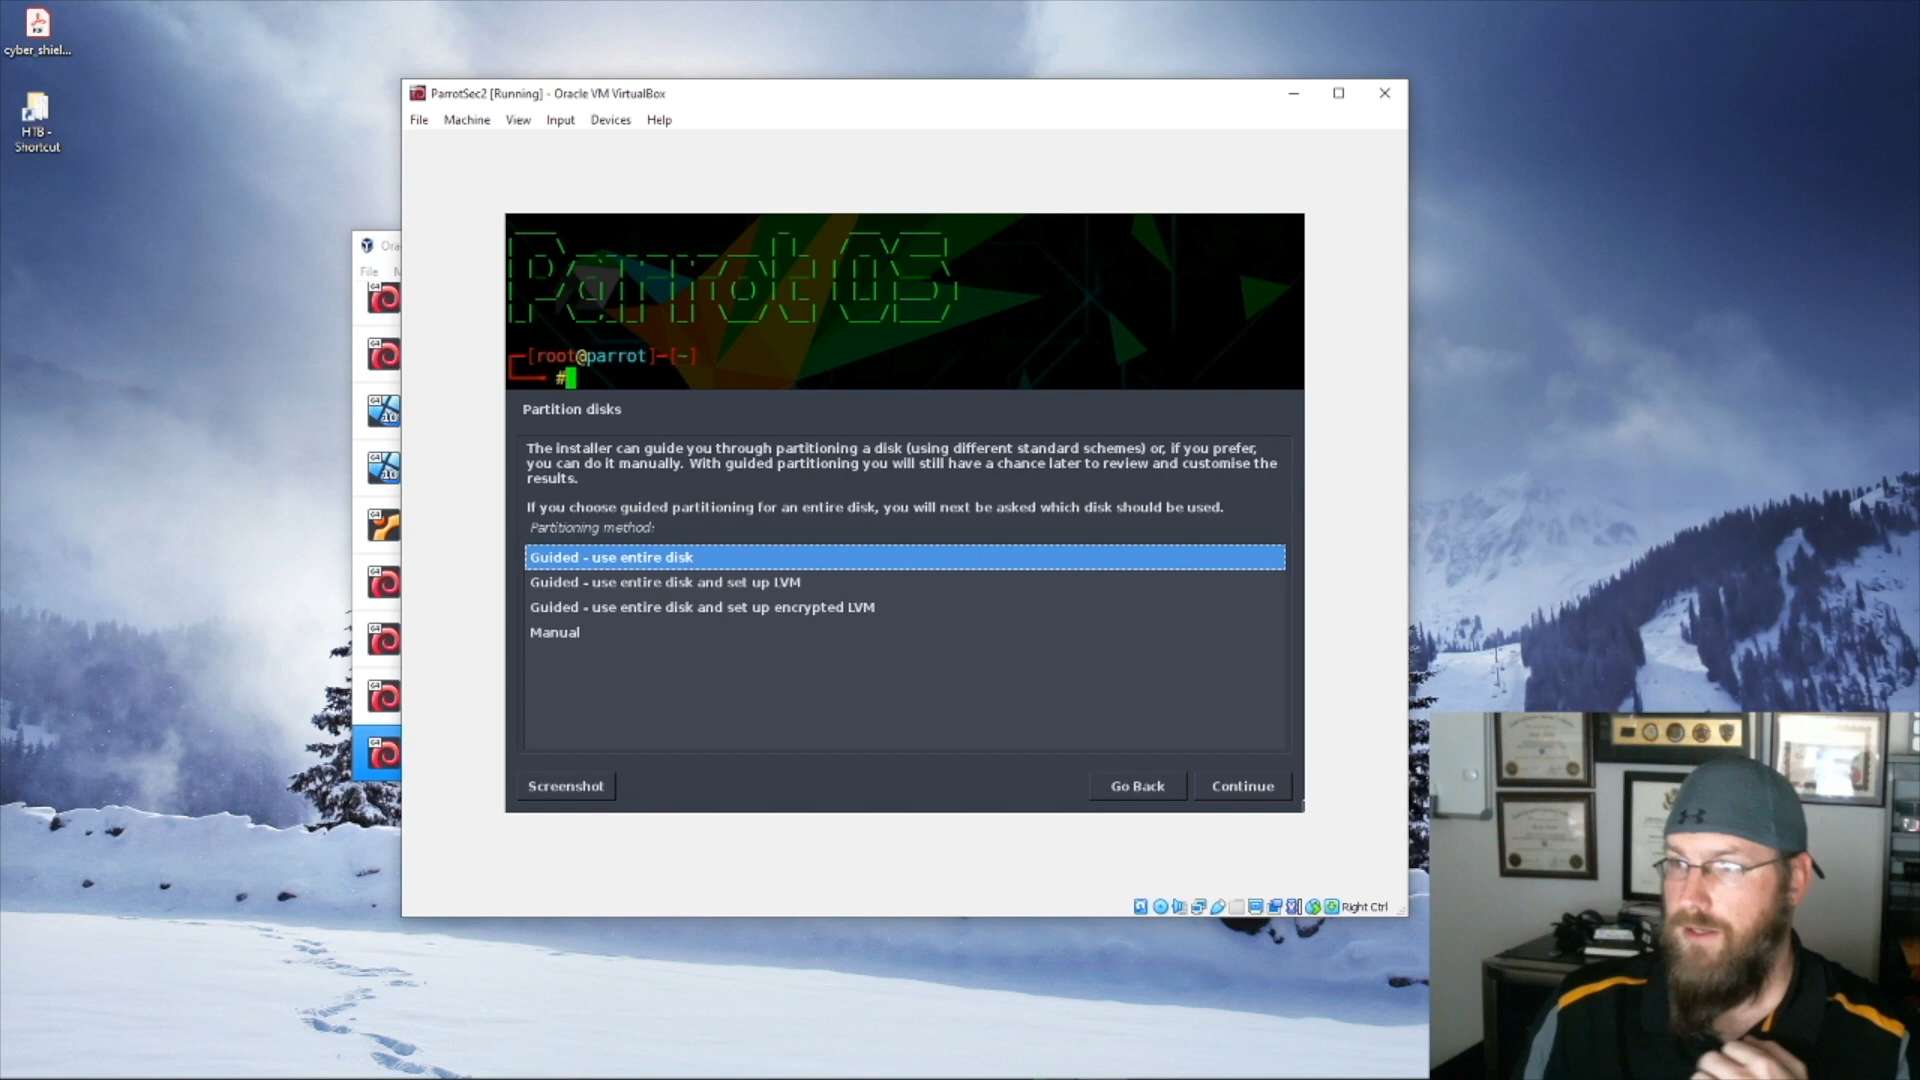 cyber_shiel...
HTB -
Shortcut
ParrotSec2 [Running] - Oracle VM VirtualBox
File Machine View Input Devices Help
Ora
File M
Parrot OS
[root@parrot]-[~]
#
Partition disks
The installer can guide you through partitioning a disk (using different standard schemes) or, if you prefer,
you can do it manually. With guided partitioning you will still have a chance later to review and customise the
results.
If you choose guided partitioning for an entire disk, you will next be asked which disk should be used.
Partitioning method:
Guided - use entire disk
Guided - use entire disk and set up LVM
Guided - use entire disk and set up encrypted LVM
Manual
Screenshot Go Back Continue
Right Ctrl